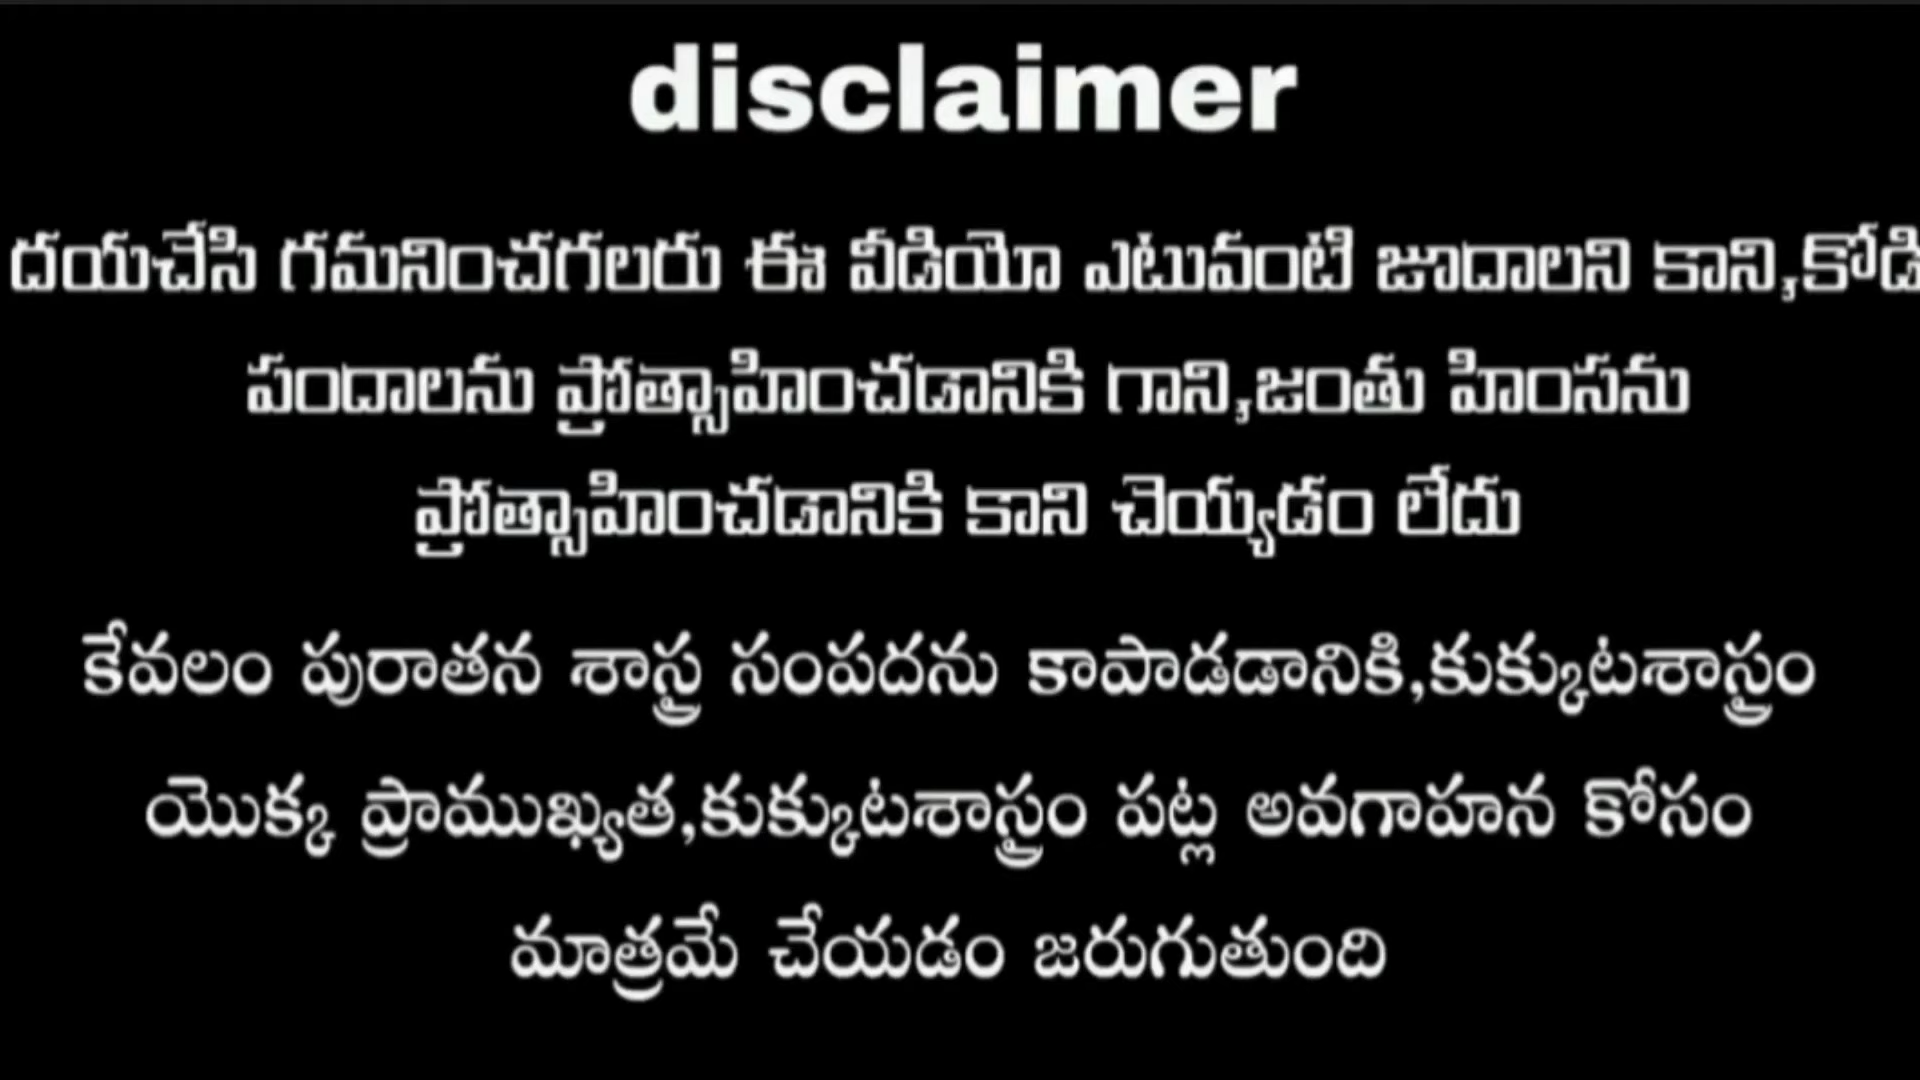 disclaimer
దయచేసి గమనించగలరు ఈ వీడియో ఎటువంటి జూదాలని కాని,కోడి
పందాలను ప్రోత్సాహించడానికి గాని,జంతు హింసను
ప్రోత్సాహించడానికి కాని చెయ్యడం లేదు
కేవలం పురాతన శాస్త్ర సంపదను కాపాడడానికి,కుక్కుటశాస్త్రం
యొక్క ప్రాముఖ్యత,కుక్కుటశాస్త్రం పట్ల అవగాహన కోసం
మాత్రమే చేయడం జరుగుతుంది